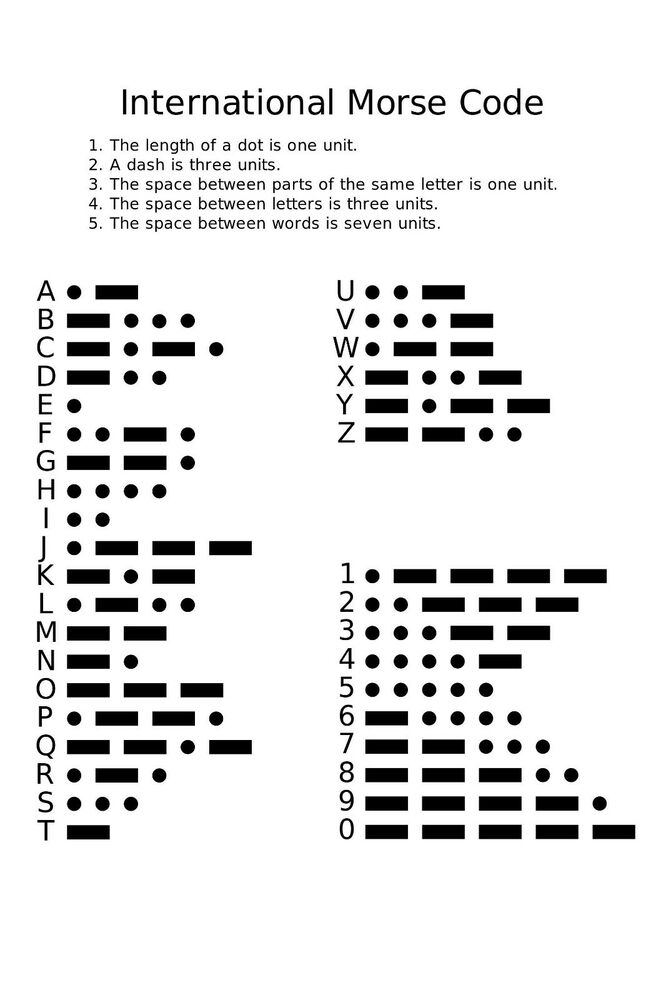 International Morse Code
1. The length of a dot is one unit.
2. A dash is three units.
3. The space between parts of the same letter is one unit.
4. The space between letters is three units.
5. The space between words is seven units.
A
B
C
D
E
F
G
H
I
J
K
L
M
N
O
P
Q
R
S
T
U
V
W
X
Y
Z
1
2
3
4
5
6
7
8
9
0